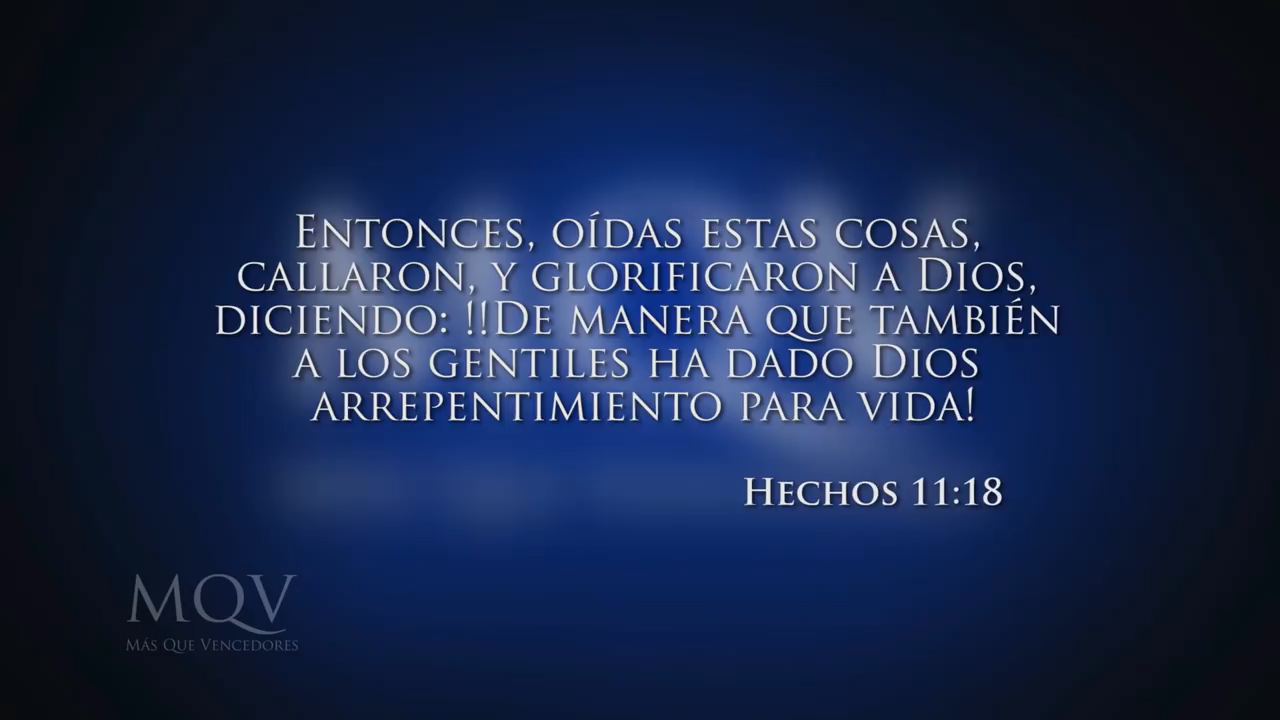 Entonces, oídas estas cosas,
callaron, y glorificaron a Dios,
diciendo: !!De manera que también
a los gentiles ha dado Dios
arrepentimiento para vida!
Hechos 11:18
MQV
Más Que Vencedores